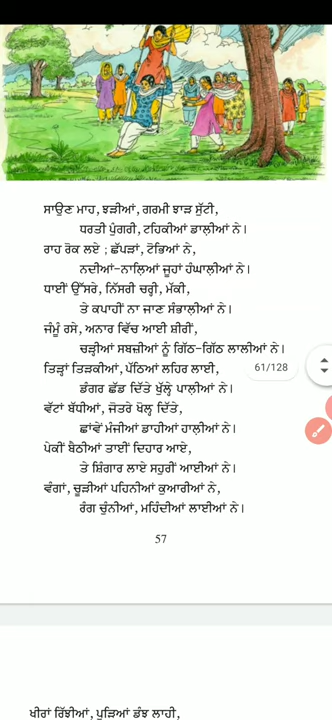 ਸਾਉਣ ਮਾਹ, ਝੜੀਆਂ, ਗਰਮੀ ਝਾੜ ਸੁੱਟੀ,
ਧਰਤੀ ਪੁੰਗਰੀ, ਟਹਿਕੀਆਂ ਡਾਲੀਆਂ ਨੇ।
ਰਾਹ ਰੋਕ ਲਏ ; ਛੱਪੜਾਂ, ਟੋਭਿਆਂ ਨੇ,
ਨਦੀਆਂ-ਨਾਲਿਆਂ ਜੂਹਾਂ ਹੰਘਾਲੀਆਂ ਨੇ।
ਧਾਈਂ ਉੱਸਰੇ, ਨਿੱਸਰੀ ਚਰ੍ਹੀ, ਮੱਕੀ,
ਤੇ ਕਪਾਹੀਂ ਨਾ ਜਾਣ ਸੰਭਾਲੀਆਂ ਨੇ।
ਜੰਮੂੰ ਰਸੇ, ਅਨਾਰ ਵਿੱਚ ਆਈ ਸ਼ੀਰੀਂ,
ਚੜ੍ਹੀਆਂ ਸਬਜ਼ੀਆਂ ਨੂੰ ਗਿੱਠ-ਗਿੱਠ ਲਾਲੀਆਂ ਨੇ।
ਤਿੜ੍ਹਾਂ ਤਿੜਕੀਆਂ, ਪੱਠਿਆਂ ਲਹਿਰ ਲਾਈ,
61/128
ਡੰਗਰ ਛੱਡ ਦਿੱਤੇ ਖੁੱਲ੍ਹੇ ਪਾਲੀਆਂ ਨੇ।
ਵੱਟਾਂ ਬੱਧੀਆਂ, ਜੋਤਰੇ ਖੋਲ੍ਹ ਦਿੱਤੇ,
ਛਾਂਵੇਂ ਮੰਜੀਆਂ ਡਾਹੀਆਂ ਹਾਲੀਆਂ ਨੇ।
ਪੇਕੀਂ ਬੈਠੀਆਂ ਤਾਈਂ ਦਿਹਾਰ ਆਏ,
ਤੇ ਸ਼ਿੰਗਾਰ ਲਾਏ ਸਹੁਰੀਂ ਆਈਆਂ ਨੇ।
ਵੰਗਾਂ, ਚੂੜੀਆਂ ਪਹਿਨੀਆਂ ਕੁਆਰੀਆਂ ਨੇ,
ਰੰਗ ਚੁੰਨੀਆਂ, ਮਹਿੰਦੀਆਂ ਲਾਈਆਂ ਨੇ।
57
ਖੀਰਾਂ ਰਿੱਝੀਆਂ, ਪੂੜਿਆਂ ਡੰਝ ਲਾਹੀ,